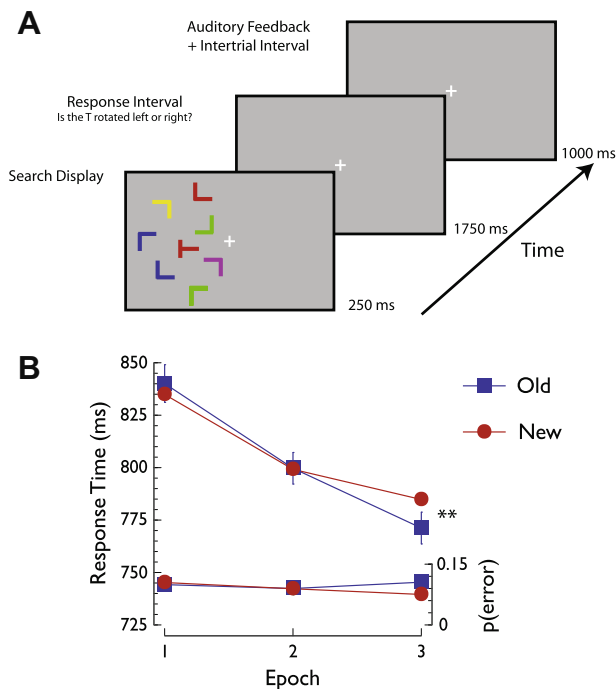 A
Auditory Feedback
+ Intertrial Interval
Response Interval
Is the T rotated left or right?
Search Display
1000 ms
1750 ms
Time
250 ms
B
850
825
800
775
750
725
Response Time (ms)
Old
New
**
0.15
0
p(error)
1
2
3
Epoch